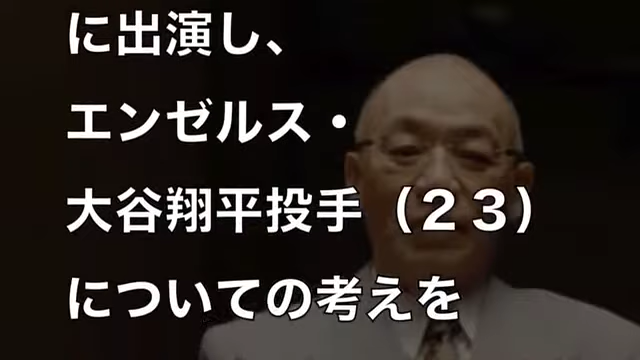 に出演し、
エンゼルス・
大谷翔平投手（２３）
についての考えを